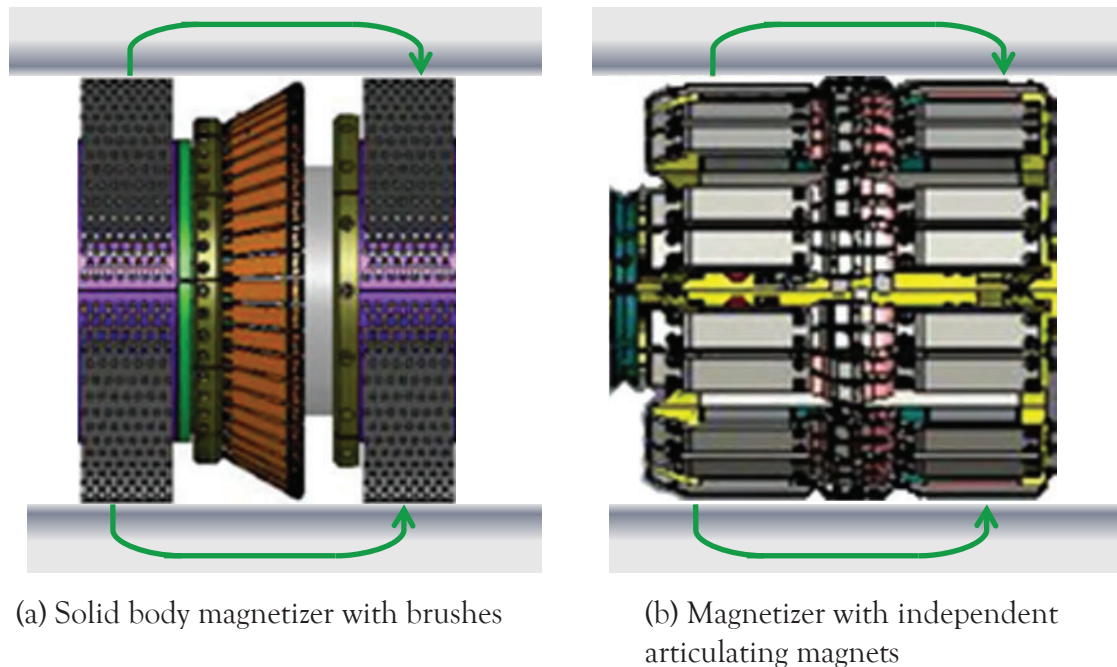 (a) Solid body magnetizer with brushes
(b) Magnetizer with independent
articulating magnets